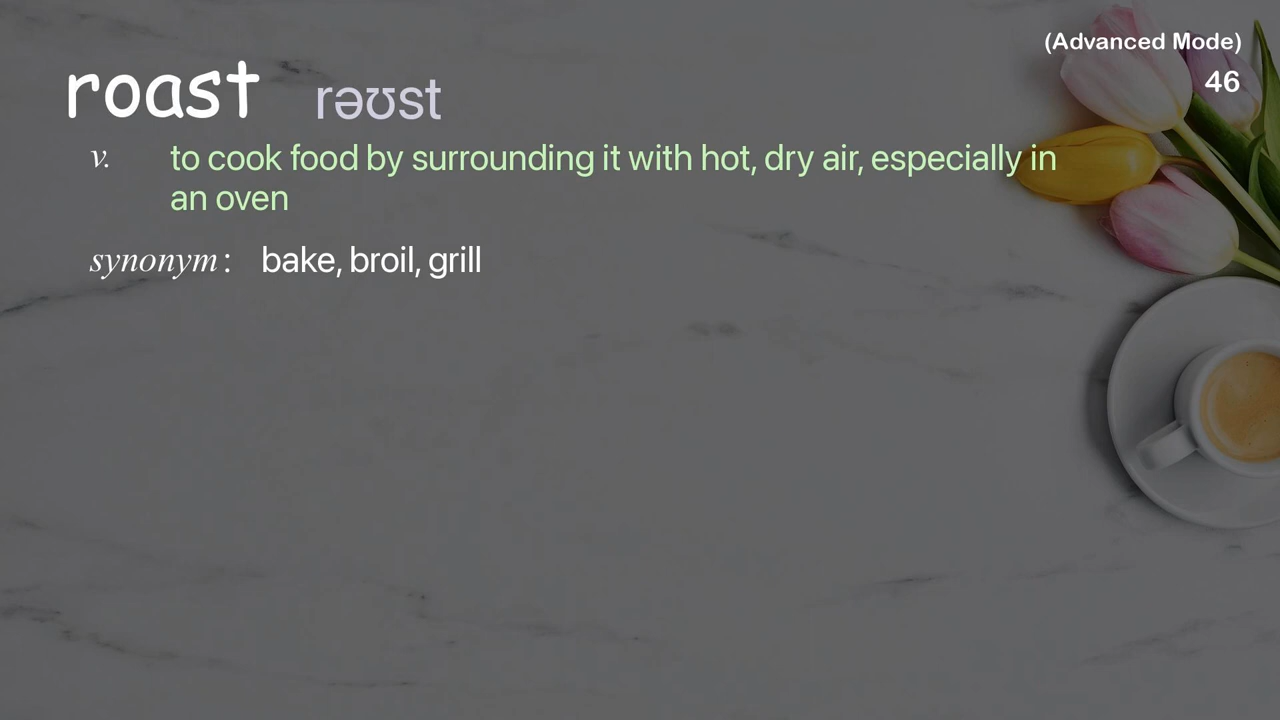 (Advanced Mode)
46
roast rəʊst
v. to cook food by surrounding it with hot, dry air, especially in
an oven
synonym : bake, broil, grill